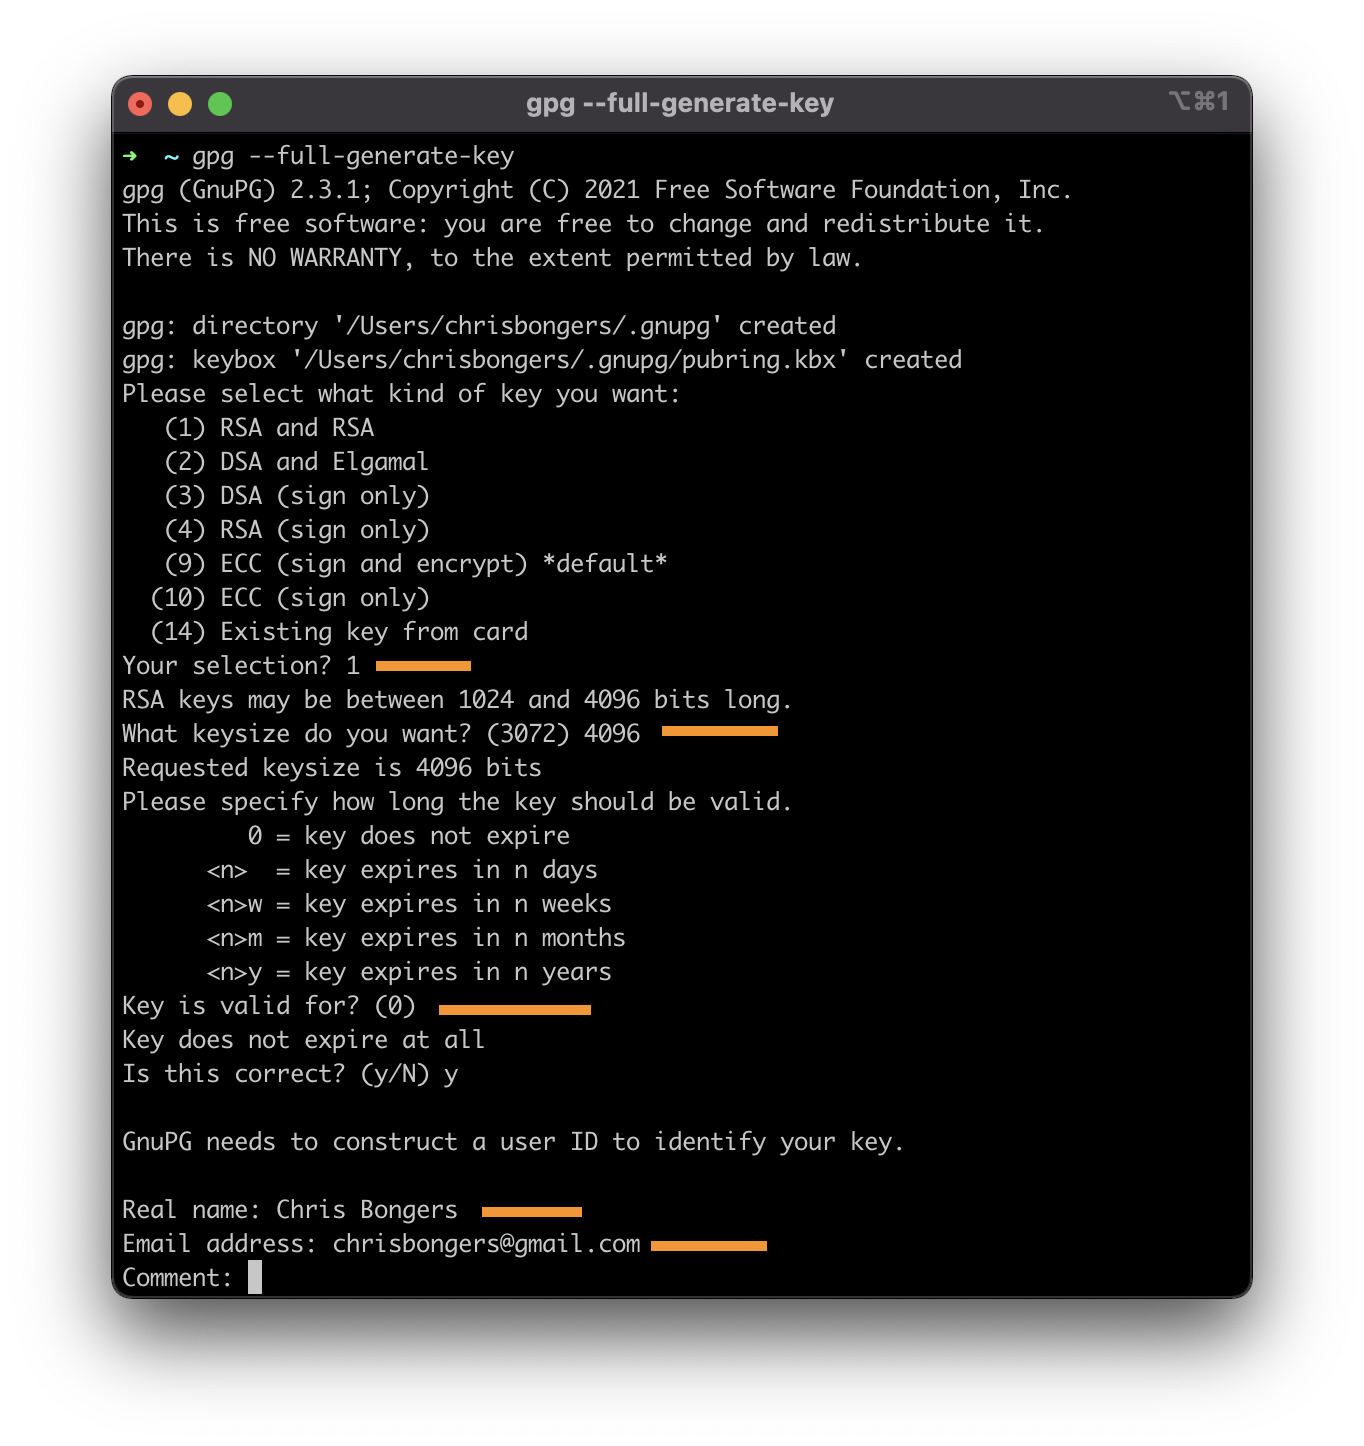 gpg --full-generate-key ⌥⌘1
➜ ~ gpg --full-generate-key
gpg (GnuPG) 2.3.1; Copyright (C) 2021 Free Software Foundation, Inc.
This is free software: you are free to change and redistribute it.
There is NO WARRANTY, to the extent permitted by law.

gpg: directory '/Users/chrisbongers/.gnupg' created
gpg: keybox '/Users/chrisbongers/.gnupg/pubring.kbx' created
Please select what kind of key you want:
   (1) RSA and RSA
   (2) DSA and Elgamal
   (3) DSA (sign only)
   (4) RSA (sign only)
   (9) ECC (sign and encrypt) *default*
  (10) ECC (sign only)
  (14) Existing key from card
Your selection? 1
RSA keys may be between 1024 and 4096 bits long.
What keysize do you want? (3072) 4096
Requested keysize is 4096 bits
Please specify how long the key should be valid.
         0 = key does not expire
      <n>  = key expires in n days
      <n>w = key expires in n weeks
      <n>m = key expires in n months
      <n>y = key expires in n years
Key is valid for? (0)
Key does not expire at all
Is this correct? (y/N) y

GnuPG needs to construct a user ID to identify your key.

Real name: Chris Bongers
Email address: chrisbongers@gmail.com
Comment: